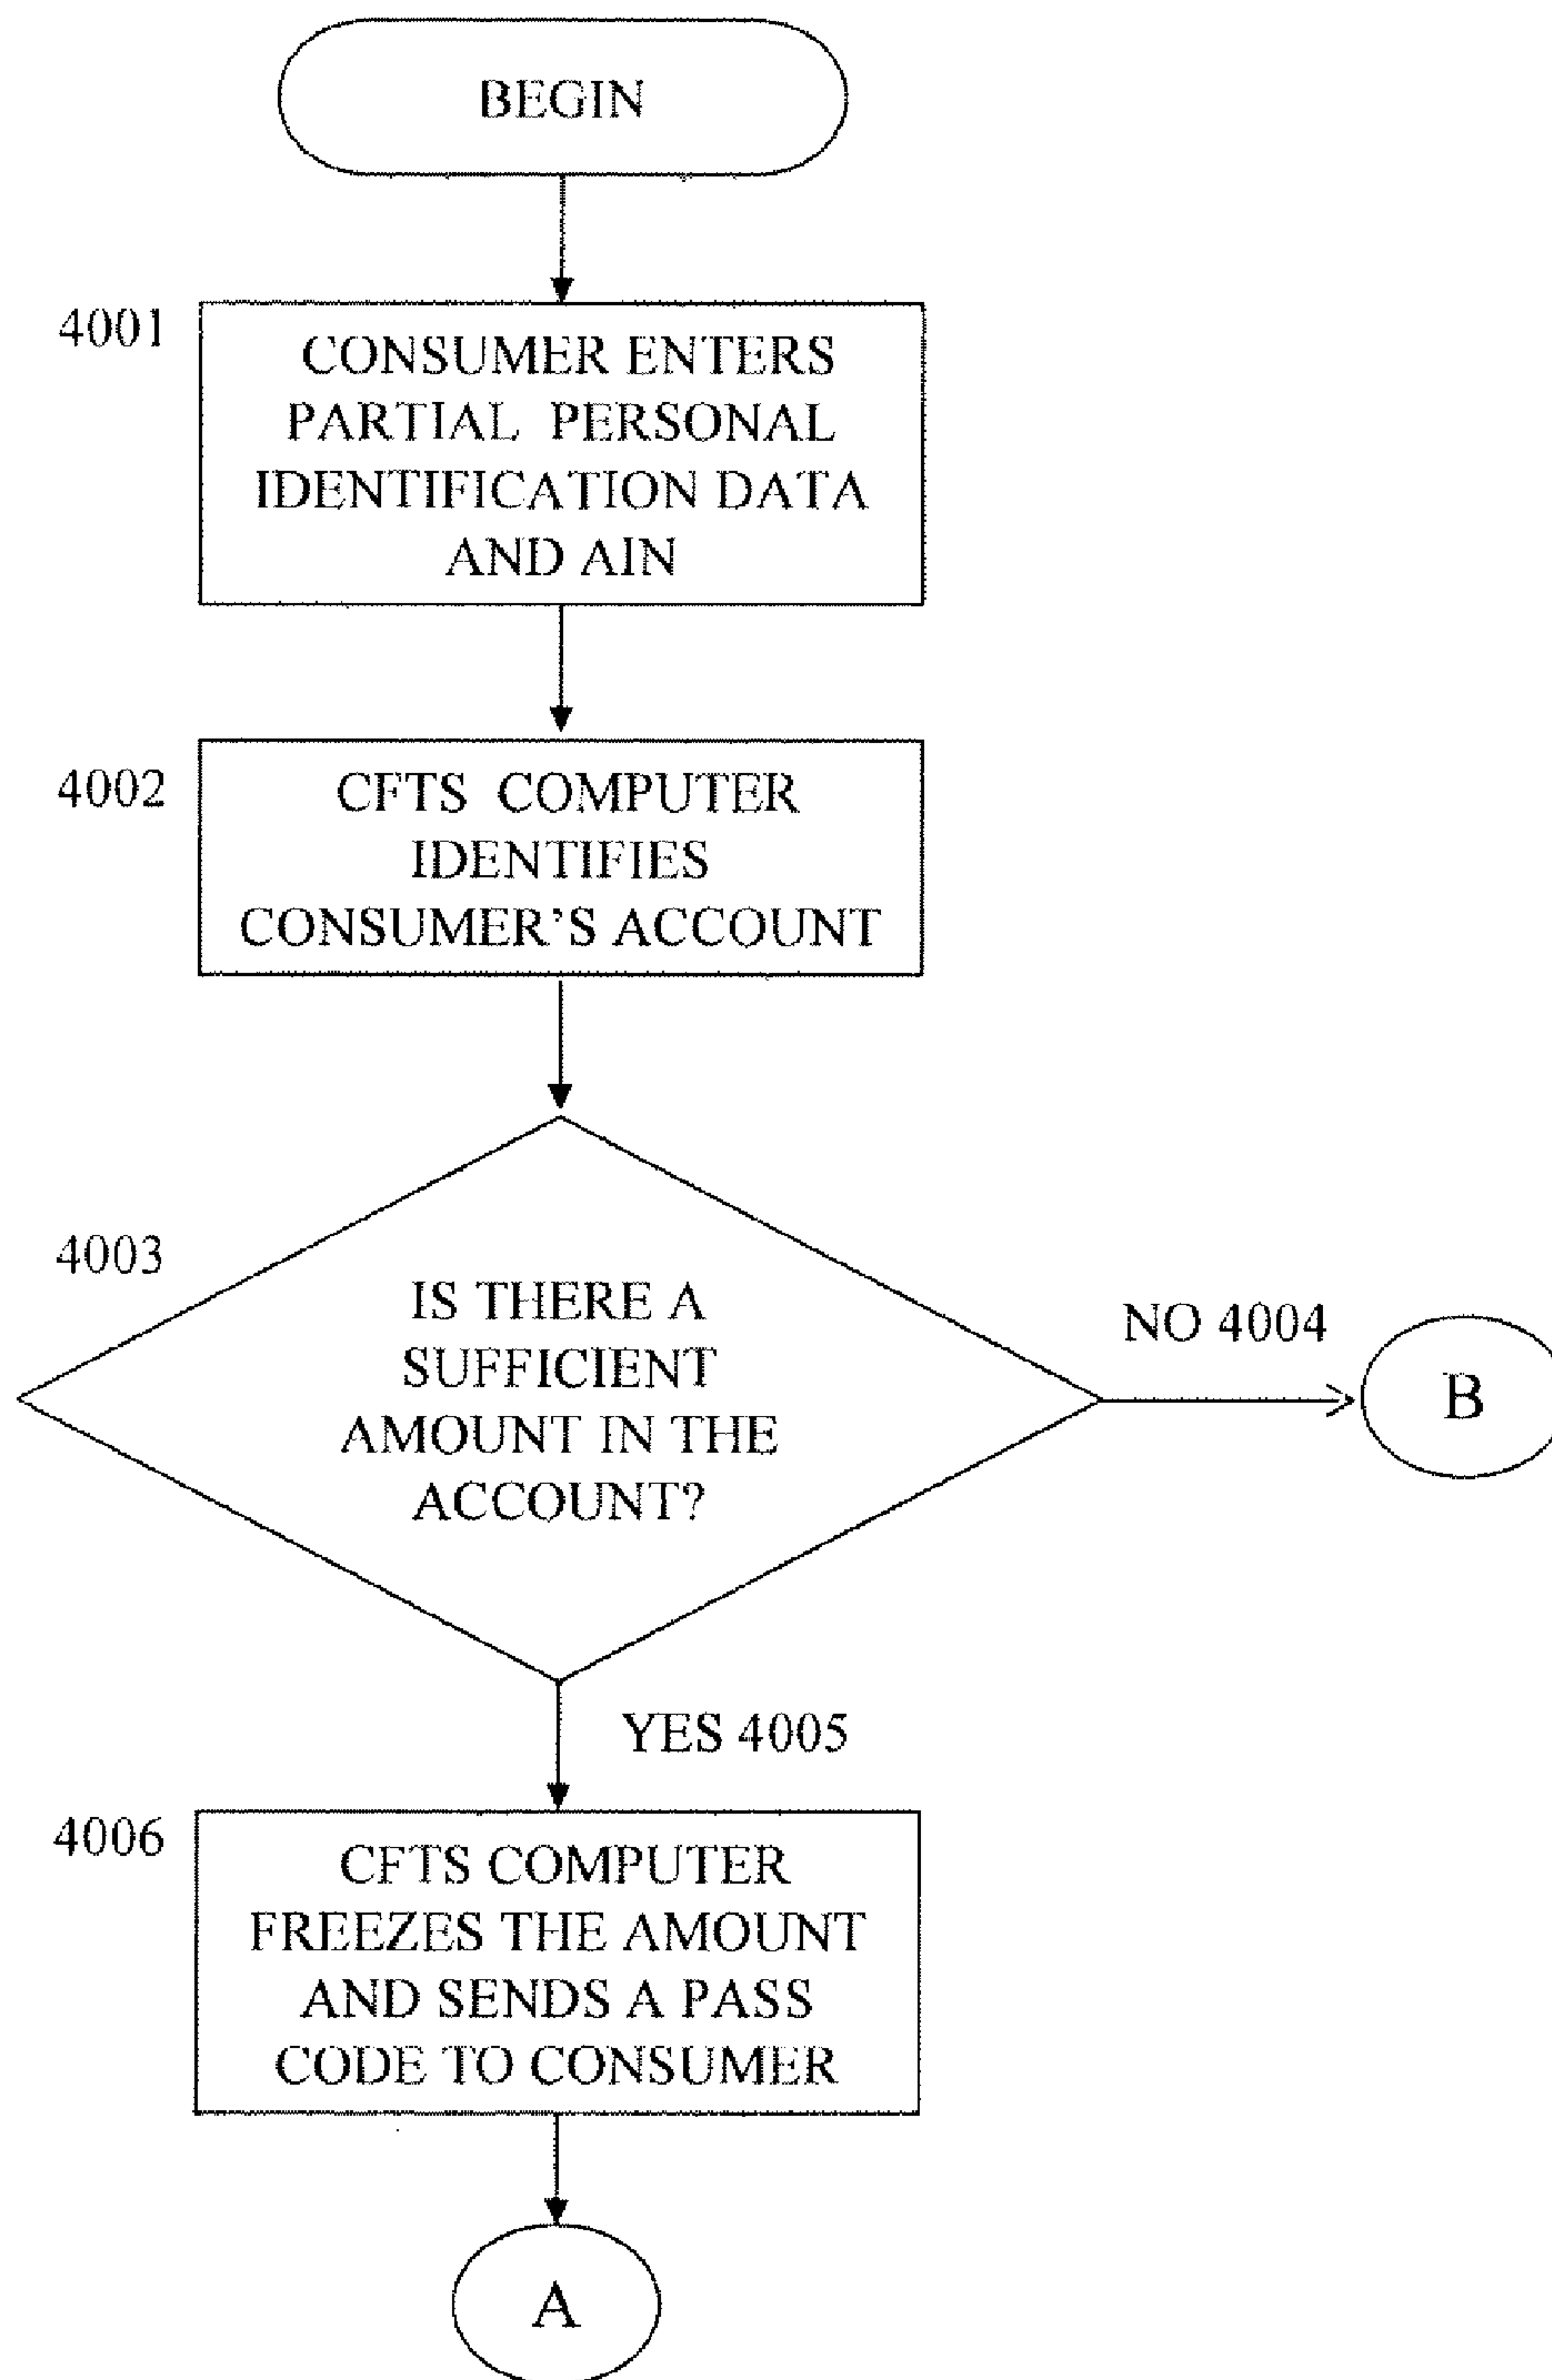 BEGIN
4001
CONSUMER ENTERS
PARTIAL PERSONAL
IDENTIFICATION DATA
AND AIN
4002
CFTS COMPUTER
IDENTIFIES
CONSUMER'S ACCOUNT
4003
IS THERE A
SUFFICIENT
AMOUNT IN THE
ACCOUNT?
NO 4004
B
YES 4005
4006
CFTS COMPUTER
FREEZES THE AMOUNT
AND SENDS A PASS
CODE TO CONSUMER
A